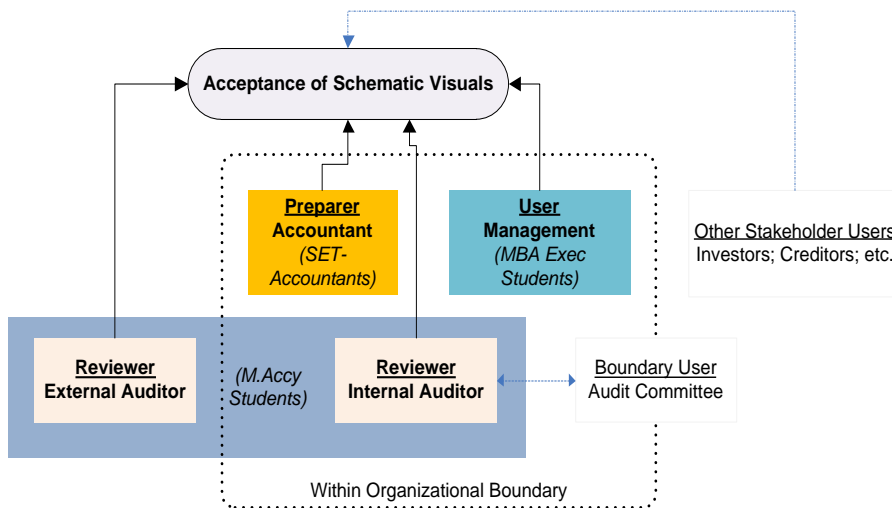 Acceptance of Schematic Visuals
Preparer
Accountant
(SET-
Accountants)
User
Management
(MBA Exec
Students)
Other Stakeholder Users
Investors; Creditors; etc.
Reviewer
External Auditor
(M.Accy
Students)
Reviewer
Internal Auditor
Boundary User
Audit Committee
Within Organizational Boundary